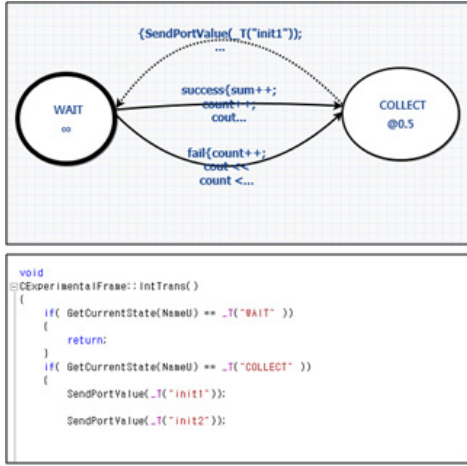 {SendPortValue(_T("init1"));
...
WAIT
∞
success{sum++;
count++;
cout...
COLLECT
@0.5
fail{count++;
cout <<
count <...
void
CExperimentalFrame::IntTrans()
{
if( GetCurrentState(NameU) == _T("WAIT" ))
{
return;
}
if( GetCurrentState(NameU) == _T("COLLECT" ))
{
SendPortValue(_T("init1"));
SendPortValue(_T("init2"));